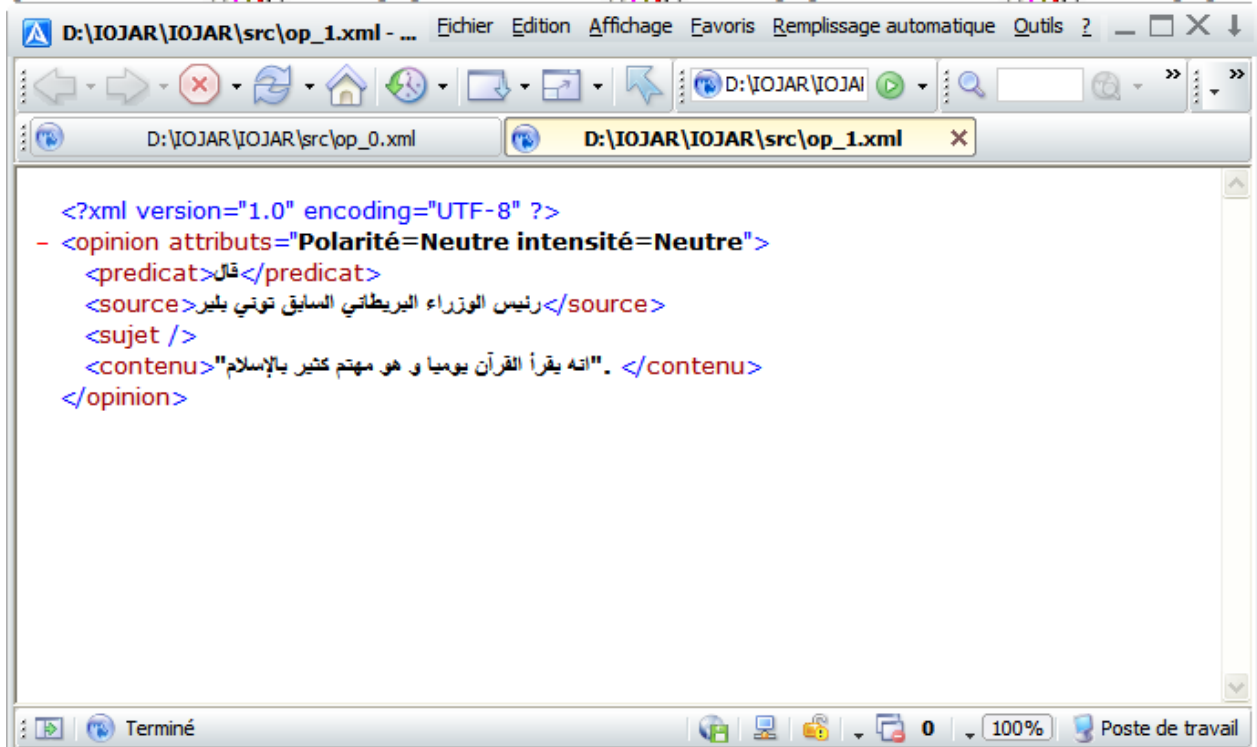 D:\IOJAR\IOJAR\src\op_1.xml - ... Fichier Edition Affichage Favoris Remplissage automatique Outils ?
D:\IOJAR\IOJAI
D:\IOJAR\IOJAR\src\op_0.xml D:\IOJAR\IOJAR\src\op_1.xml
<?xml version="1.0" encoding="UTF-8" ?>
– <opinion attributs="Polarité=Neutre intensité=Neutre">
<predicat>قال</predicat>
<source>رئيس الوزراء البريطاني السابق توني بلير</source>
<sujet />
<contenu>"انه يقرأ القرآن يوميا و هو مهتم كثير بالإسلام". </contenu>
</opinion>
Terminé 0 100% Poste de travail